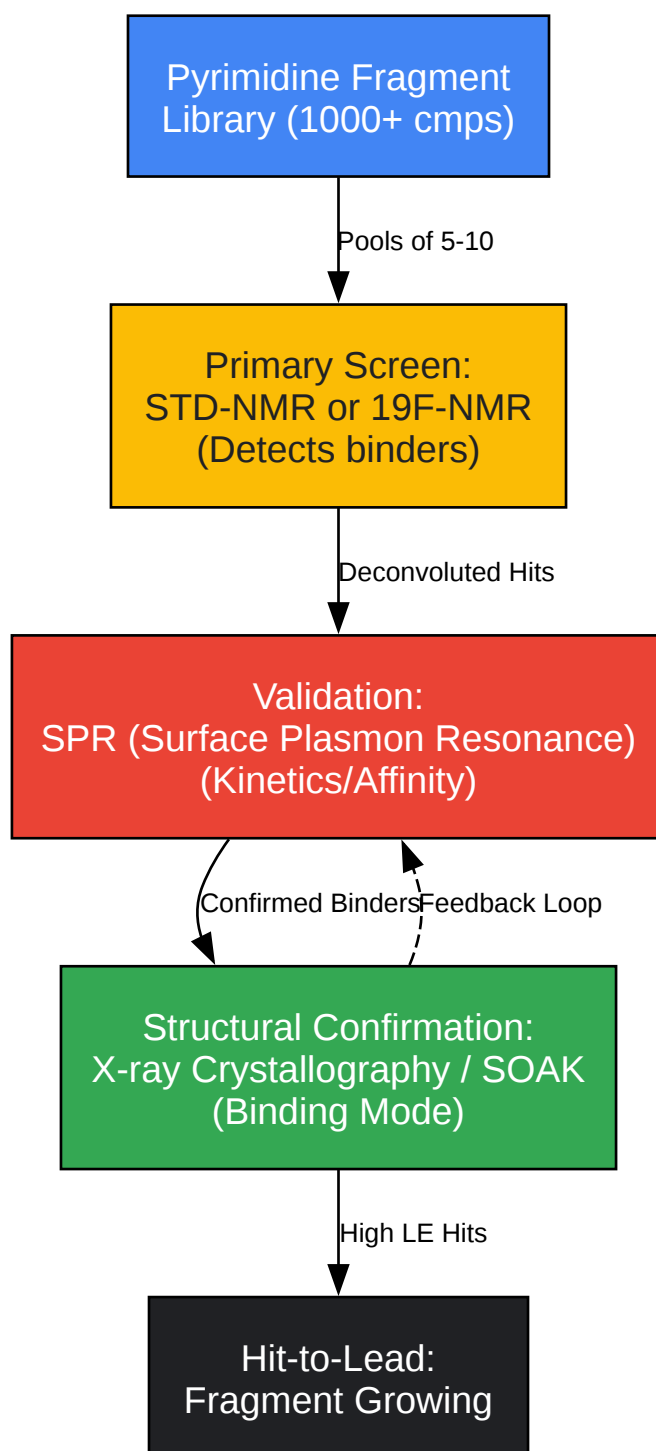 Pyrimidine Fragment
Library (1000+ cmps)
Pools of 5-10
Primary Screen:
STD-NMR or 19F-NMR
(Detects binders)
Deconvoluted Hits
Validation:
SPR (Surface Plasmon Resonance)
(Kinetics/Affinity)
Confirmed Binders
Feedback Loop
Structural Confirmation:
X-ray Crystallography / SOAK
(Binding Mode)
High LE Hits
Hit-to-Lead:
Fragment Growing